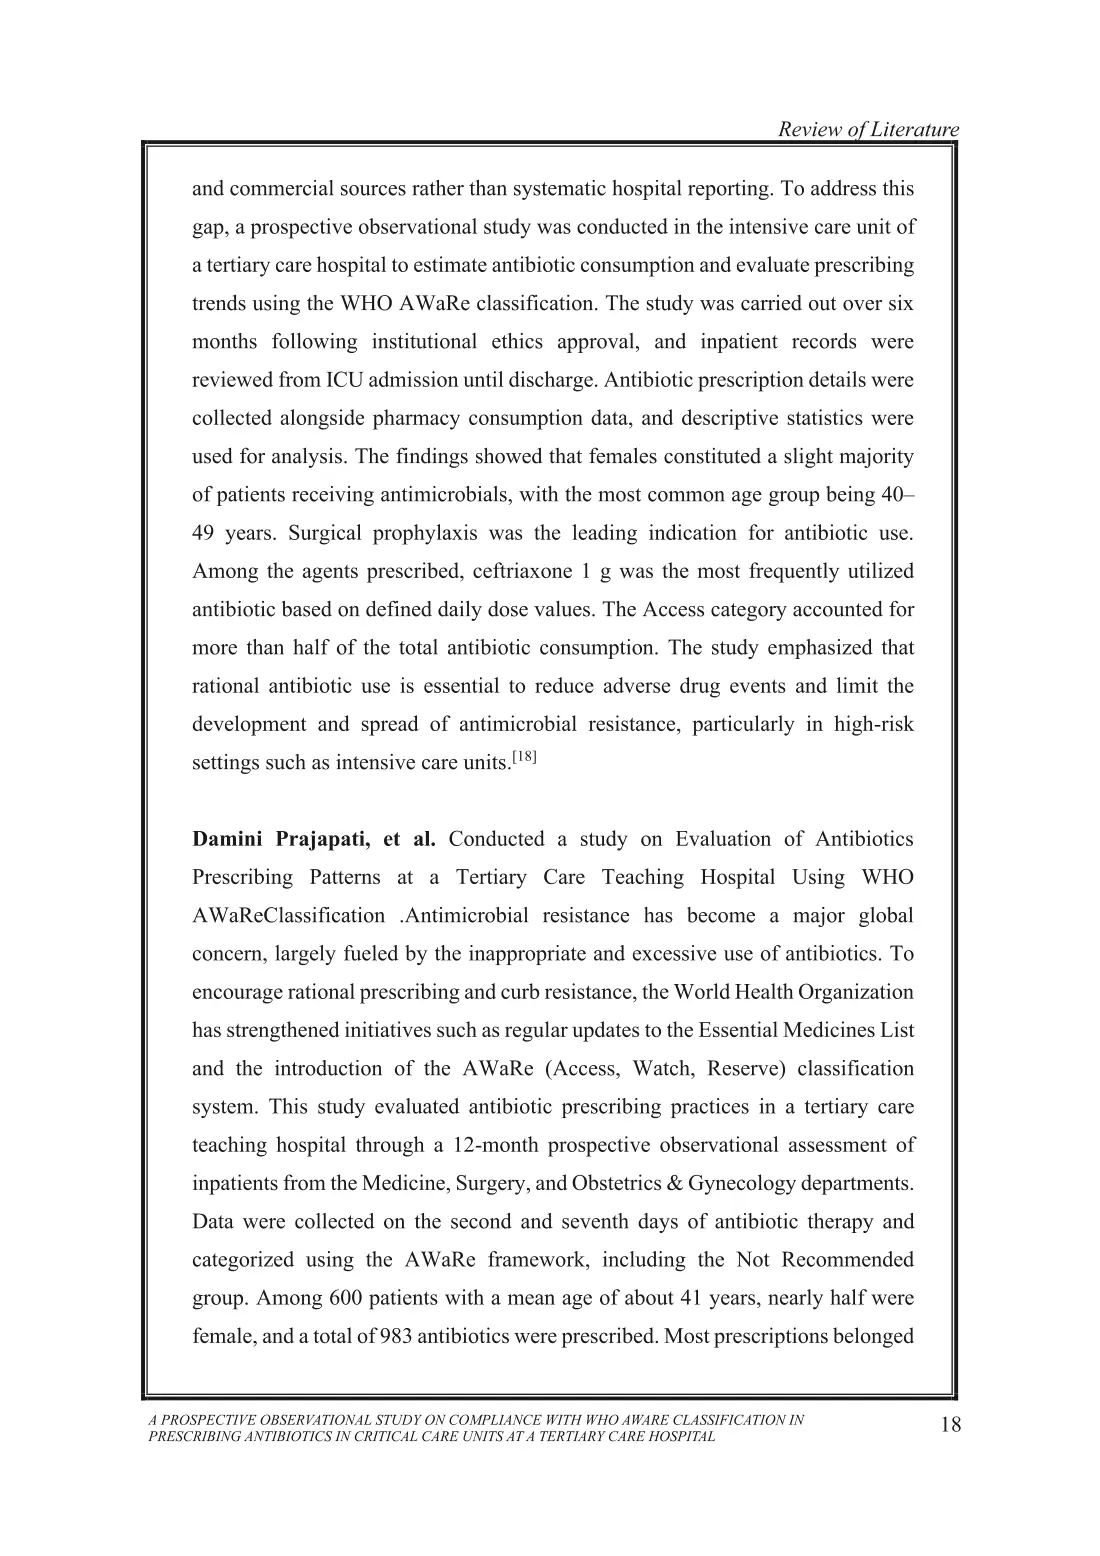 Review of Literature
and commercial sources rather than systematic hospital reporting. To address this
gap, a prospective observational study was conducted in the intensive care unit of
a tertiary care hospital to estimate antibiotic consumption and evaluate prescribing
trends using the WHO AWaRe classification. The study was carried out over six
months following institutional ethics approval, and inpatient records were
reviewed from ICU admission until discharge. Antibiotic prescription details were
collected alongside pharmacy consumption data, and descriptive statistics were
used for analysis. The findings showed that females constituted a slight majority
of patients receiving antimicrobials, with the most common age group being 40–
49 years. Surgical prophylaxis was the leading indication for antibiotic use.
Among the agents prescribed, ceftriaxone 1 g was the most frequently utilized
antibiotic based on defined daily dose values. The Access category accounted for
more than half of the total antibiotic consumption. The study emphasized that
rational antibiotic use is essential to reduce adverse drug events and limit the
development and spread of antimicrobial resistance, particularly in high-risk
settings such as intensive care units.[18]
Damini Prajapati, et al. Conducted a study on Evaluation of Antibiotics
Prescribing Patterns at a Tertiary Care Teaching Hospital Using WHO
AWaReClassification .Antimicrobial resistance has become a major global
concern, largely fueled by the inappropriate and excessive use of antibiotics. To
encourage rational prescribing and curb resistance, the World Health Organization
has strengthened initiatives such as regular updates to the Essential Medicines List
and the introduction of the AWaRe (Access, Watch, Reserve) classification
system. This study evaluated antibiotic prescribing practices in a tertiary care
teaching hospital through a 12-month prospective observational assessment of
inpatients from the Medicine, Surgery, and Obstetrics & Gynecology departments.
Data were collected on the second and seventh days of antibiotic therapy and
categorized using the AWaRe framework, including the Not Recommended
group. Among 600 patients with a mean age of about 41 years, nearly half were
female, and a total of 983 antibiotics were prescribed. Most prescriptions belonged
A PROSPECTIVE OBSERVATIONAL STUDY ON COMPLIANCE WITH WHO AWARE CLASSIFICATION IN
PRESCRIBING ANTIBIOTICS IN CRITICAL CARE UNITS AT A TERTIARY CARE HOSPITAL
18